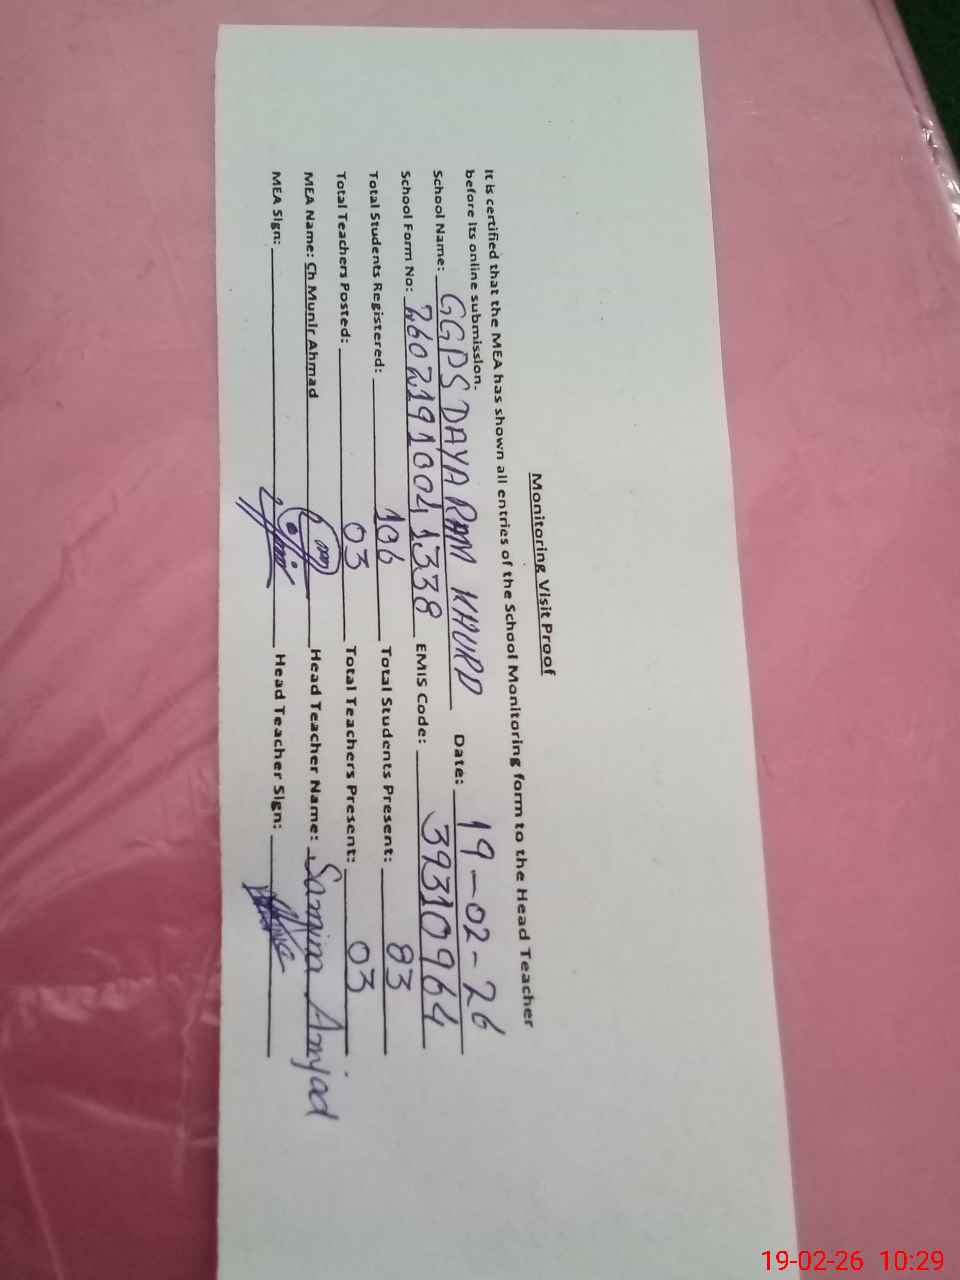 Monitoring Visit Proof
It is certified that the MEA has shown all entries of the School Monitoring form to the Head Teacher
before its online submission.
School Name: GGPS DAYA RAM KHURD Date: 19-02-26
School Form No: 26021910041338 EMIS Code: 39310964
Total Students Registered: 106 Total Students Present: 83
Total Teachers Posted: 03 Total Teachers Present: 03
MEA Name: Ch Munir Ahmad Head Teacher Name: Samina Amjad
MEA Sign: Head Teacher Sign:
19-02-26 10:29